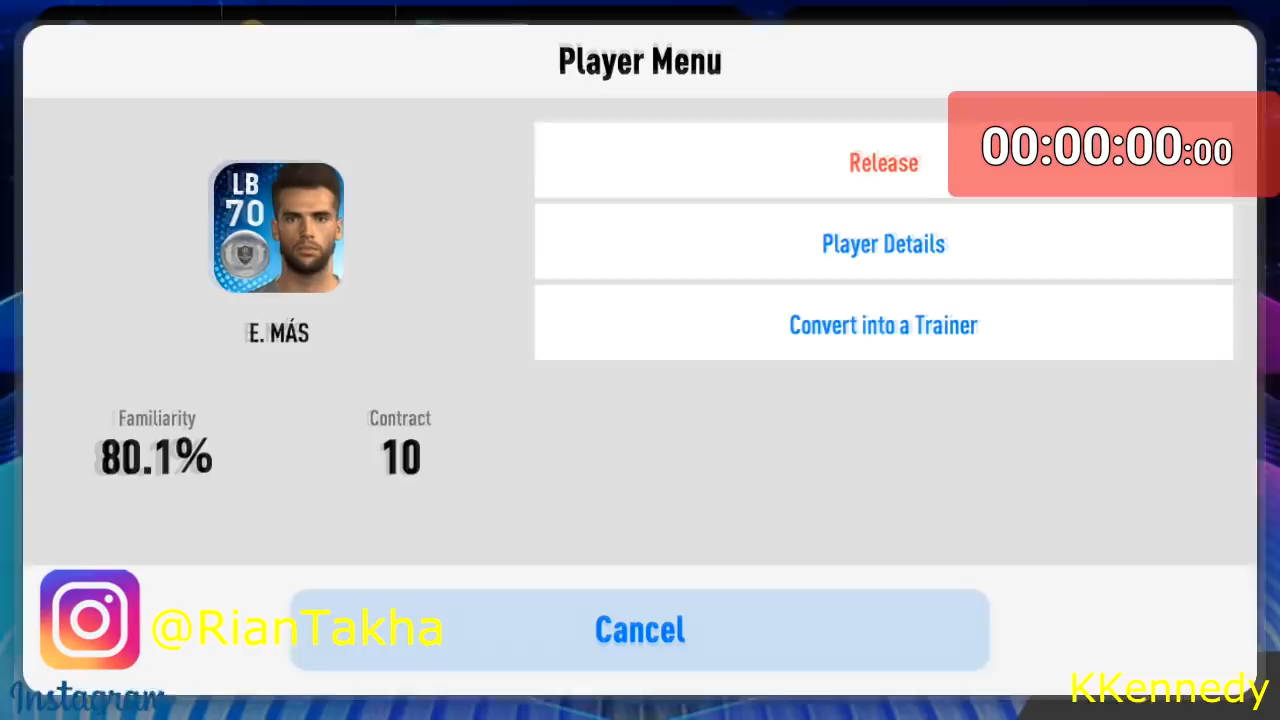 Player Menu
00:00:00:00
Release
LB
70
Player Details
E. MÁS
Convert into a Trainer
Familiarity
Contract
80.1%
10
@RianTakha
Cancel
Instagram
KKennedy